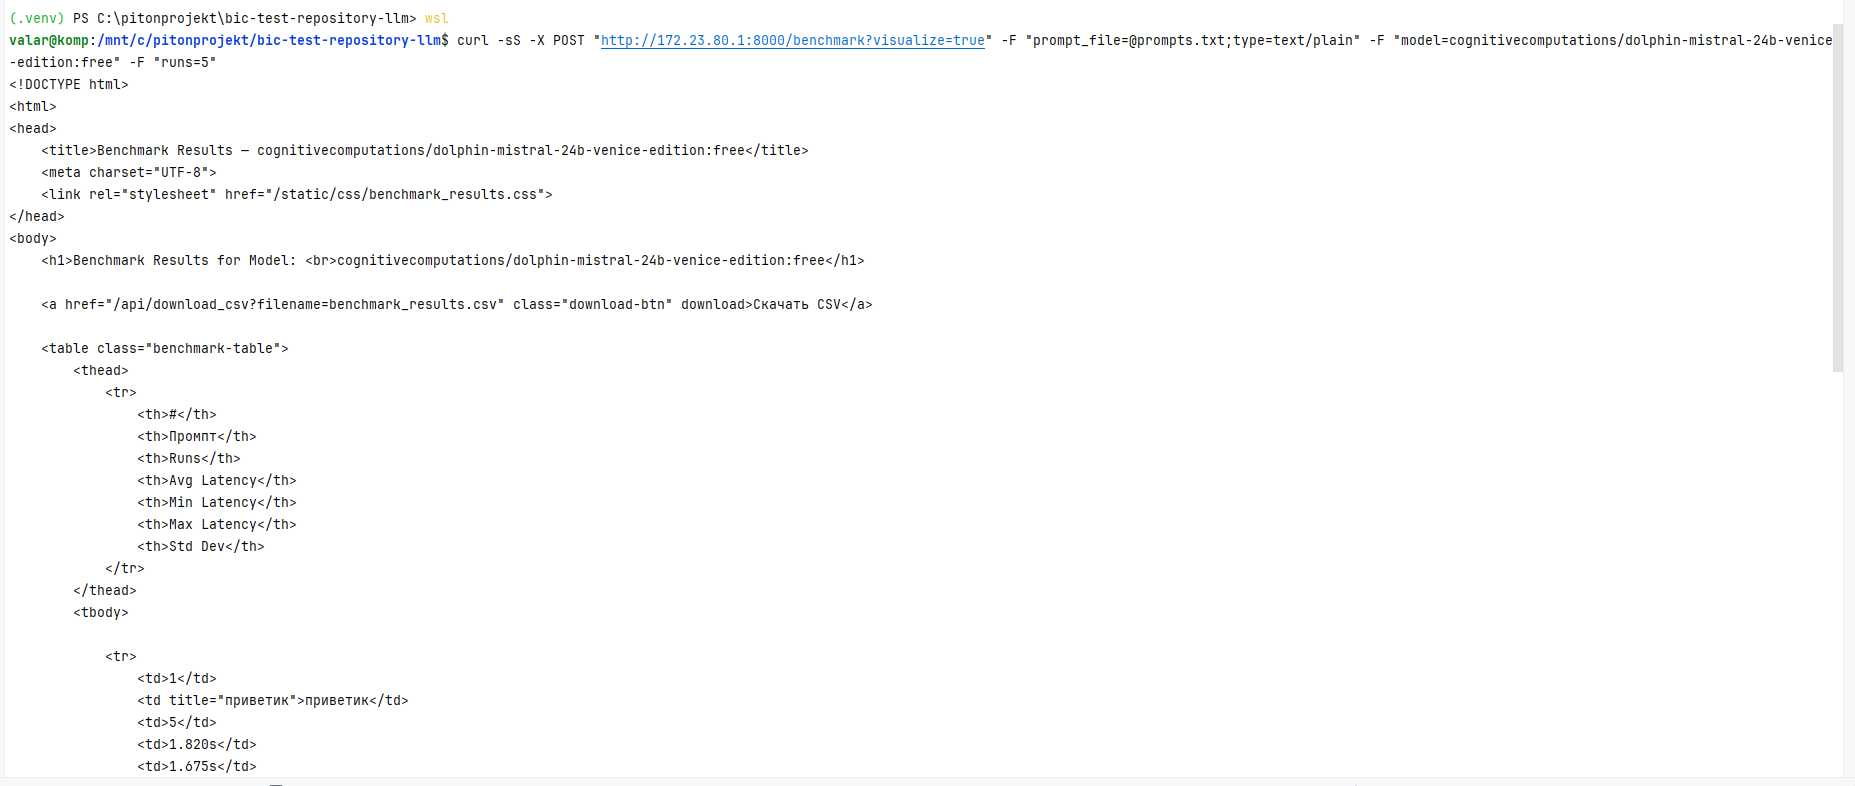 (.venv) PS C:\pitonprojekt\bic-test-repository-llm> wsl
valar@komp:/mnt/c/pitonprojekt/bic-test-repository-llm$ curl -sS -X POST "http://172.23.80.1:8000/benchmark?visualize=true" -F "prompt_file=@prompts.txt;type=text/plain" -F "model=cognitivecomputations/dolphin-mistral-24b-venice
-edition:free" -F "runs=5"
<!DOCTYPE html>
<html>
<head>
    <title>Benchmark Results — cognitivecomputations/dolphin-mistral-24b-venice-edition:free</title>
    <meta charset="UTF-8">
    <link rel="stylesheet" href="/static/css/benchmark_results.css">
</head>
<body>
    <h1>Benchmark Results for Model: <br>cognitivecomputations/dolphin-mistral-24b-venice-edition:free</h1>
    <a href="/api/download_csv?filename=benchmark_results.csv" class="download-btn" download>Скачать CSV</a>
    <table class="benchmark-table">
        <thead>
            <tr>
                <th>#</th>
                <th>Промпт</th>
                <th>Runs</th>
                <th>Avg Latency</th>
                <th>Min Latency</th>
                <th>Max Latency</th>
                <th>Std Dev</th>
            </tr>
        </thead>
        <tbody>
            <tr>
                <td>1</td>
                <td title="приветик">приветик</td>
                <td>5</td>
                <td>1.820s</td>
                <td>1.675s</td>